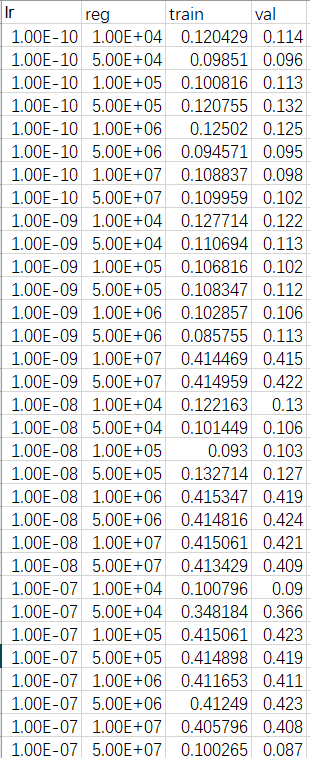 lr reg train val
1.00E-10 1.00E+04 0.120429 0.114
1.00E-10 5.00E+04 0.09851 0.096
1.00E-10 1.00E+05 0.100816 0.113
1.00E-10 5.00E+05 0.120755 0.132
1.00E-10 1.00E+06 0.12502 0.125
1.00E-10 5.00E+06 0.094571 0.095
1.00E-10 1.00E+07 0.108837 0.098
1.00E-10 5.00E+07 0.109959 0.102
1.00E-09 1.00E+04 0.127714 0.122
1.00E-09 5.00E+04 0.110694 0.113
1.00E-09 1.00E+05 0.106816 0.102
1.00E-09 5.00E+05 0.108347 0.112
1.00E-09 1.00E+06 0.102857 0.106
1.00E-09 5.00E+06 0.085755 0.113
1.00E-09 1.00E+07 0.414469 0.415
1.00E-09 5.00E+07 0.414959 0.422
1.00E-08 1.00E+04 0.122163 0.13
1.00E-08 5.00E+04 0.101449 0.106
1.00E-08 1.00E+05 0.093 0.103
1.00E-08 5.00E+05 0.132714 0.127
1.00E-08 1.00E+06 0.415347 0.419
1.00E-08 5.00E+06 0.414816 0.424
1.00E-08 1.00E+07 0.415061 0.421
1.00E-08 5.00E+07 0.413429 0.409
1.00E-07 1.00E+04 0.100796 0.09
1.00E-07 5.00E+04 0.348184 0.366
1.00E-07 1.00E+05 0.415061 0.423
1.00E-07 5.00E+05 0.414898 0.419
1.00E-07 1.00E+06 0.411653 0.411
1.00E-07 5.00E+06 0.41249 0.423
1.00E-07 1.00E+07 0.405796 0.408
1.00E-07 5.00E+07 0.100265 0.087